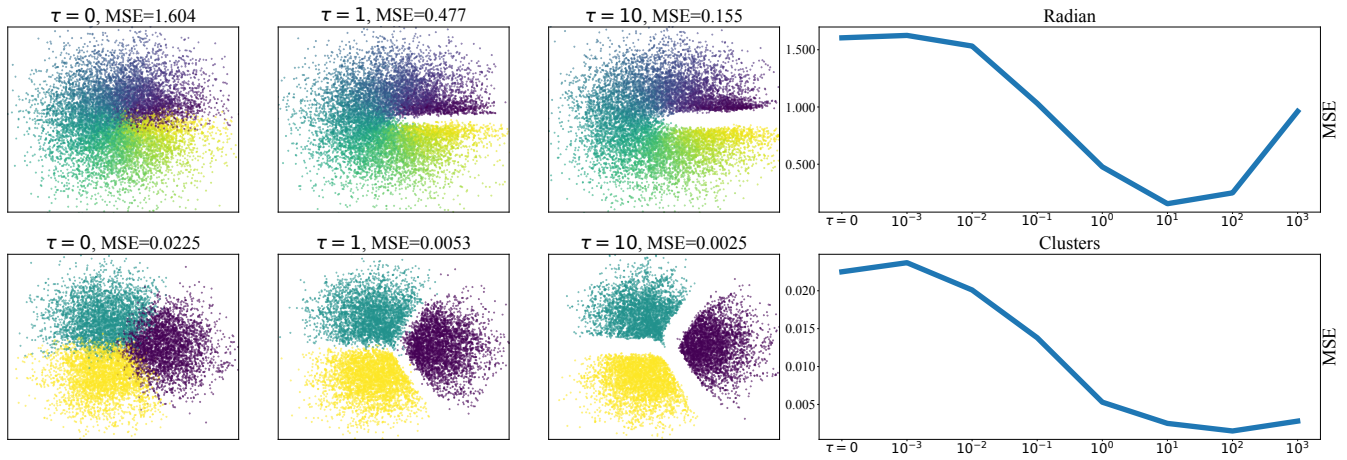 τ = 0, MSE=1.604
τ = 1, MSE=0.477
τ = 10, MSE=0.155
Radian
1.500
1.000
0.500
MSE
τ = 0
10⁻³
10⁻²
10⁻¹
10⁰
10¹
10²
10³
τ = 0, MSE=0.0225
τ = 1, MSE=0.0053
τ = 10, MSE=0.0025
Clusters
0.020
0.015
0.010
0.005
MSE
τ = 0
10⁻³
10⁻²
10⁻¹
10⁰
10¹
10²
10³